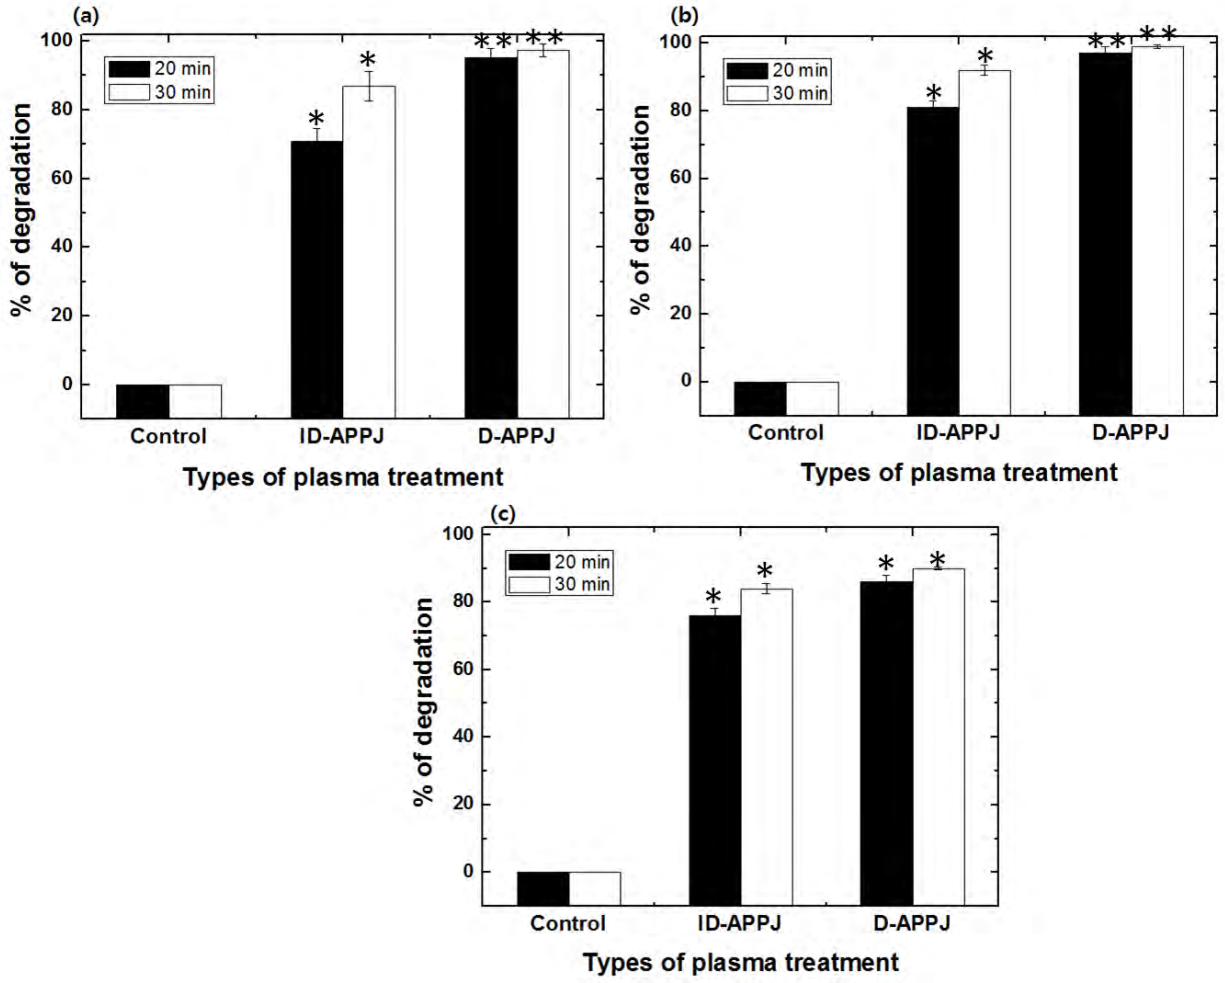 (a)
100
80
60
40
20
0
% of degradation
20 min
30 min
*
*
**
**
Control
ID-APPJ
D-APPJ
Types of plasma treatment
(b)
100
80
60
40
20
0
% of degradation
20 min
30 min
*
*
**
**
Control
ID-APPJ
D-APPJ
Types of plasma treatment
(c)
100
80
60
40
20
0
% of degradation
20 min
30 min
*
*
*
*
Control
ID-APPJ
D-APPJ
Types of plasma treatment